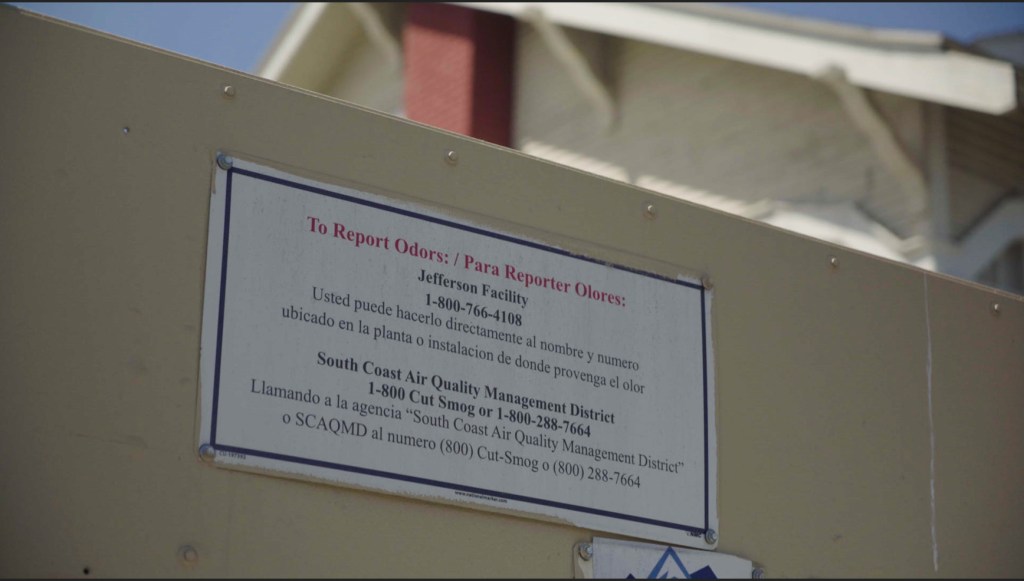 To Report Odors: / Para Reporter Olores:
Jefferson Facility
1-800-766-4108
Usted puede hacerlo directamente al nombre y numero
ubicado en la planta o instalacion de donde provenga el olor
South Coast Air Quality Management District
1-800 Cut Smog or 1-800-288-7664
Llamando a la agencia “South Coast Air Quality Management District”
o SCAQMD al numero (800) Cut-Smog o (800) 288-7664